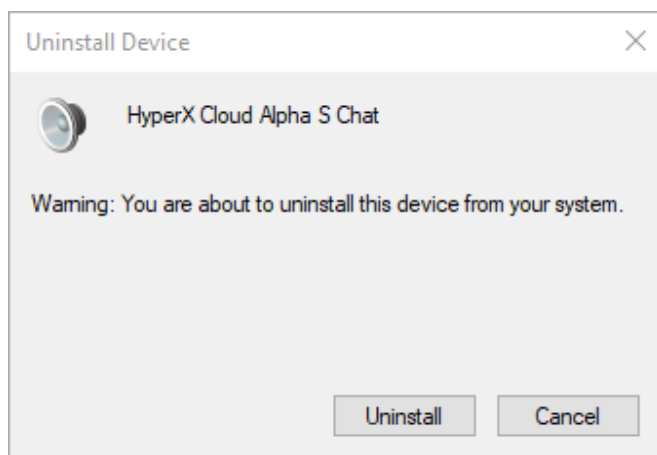 Uninstall Device
HyperX Cloud Alpha S Chat
Warning: You are about to uninstall this device from your system.
Uninstall
Cancel